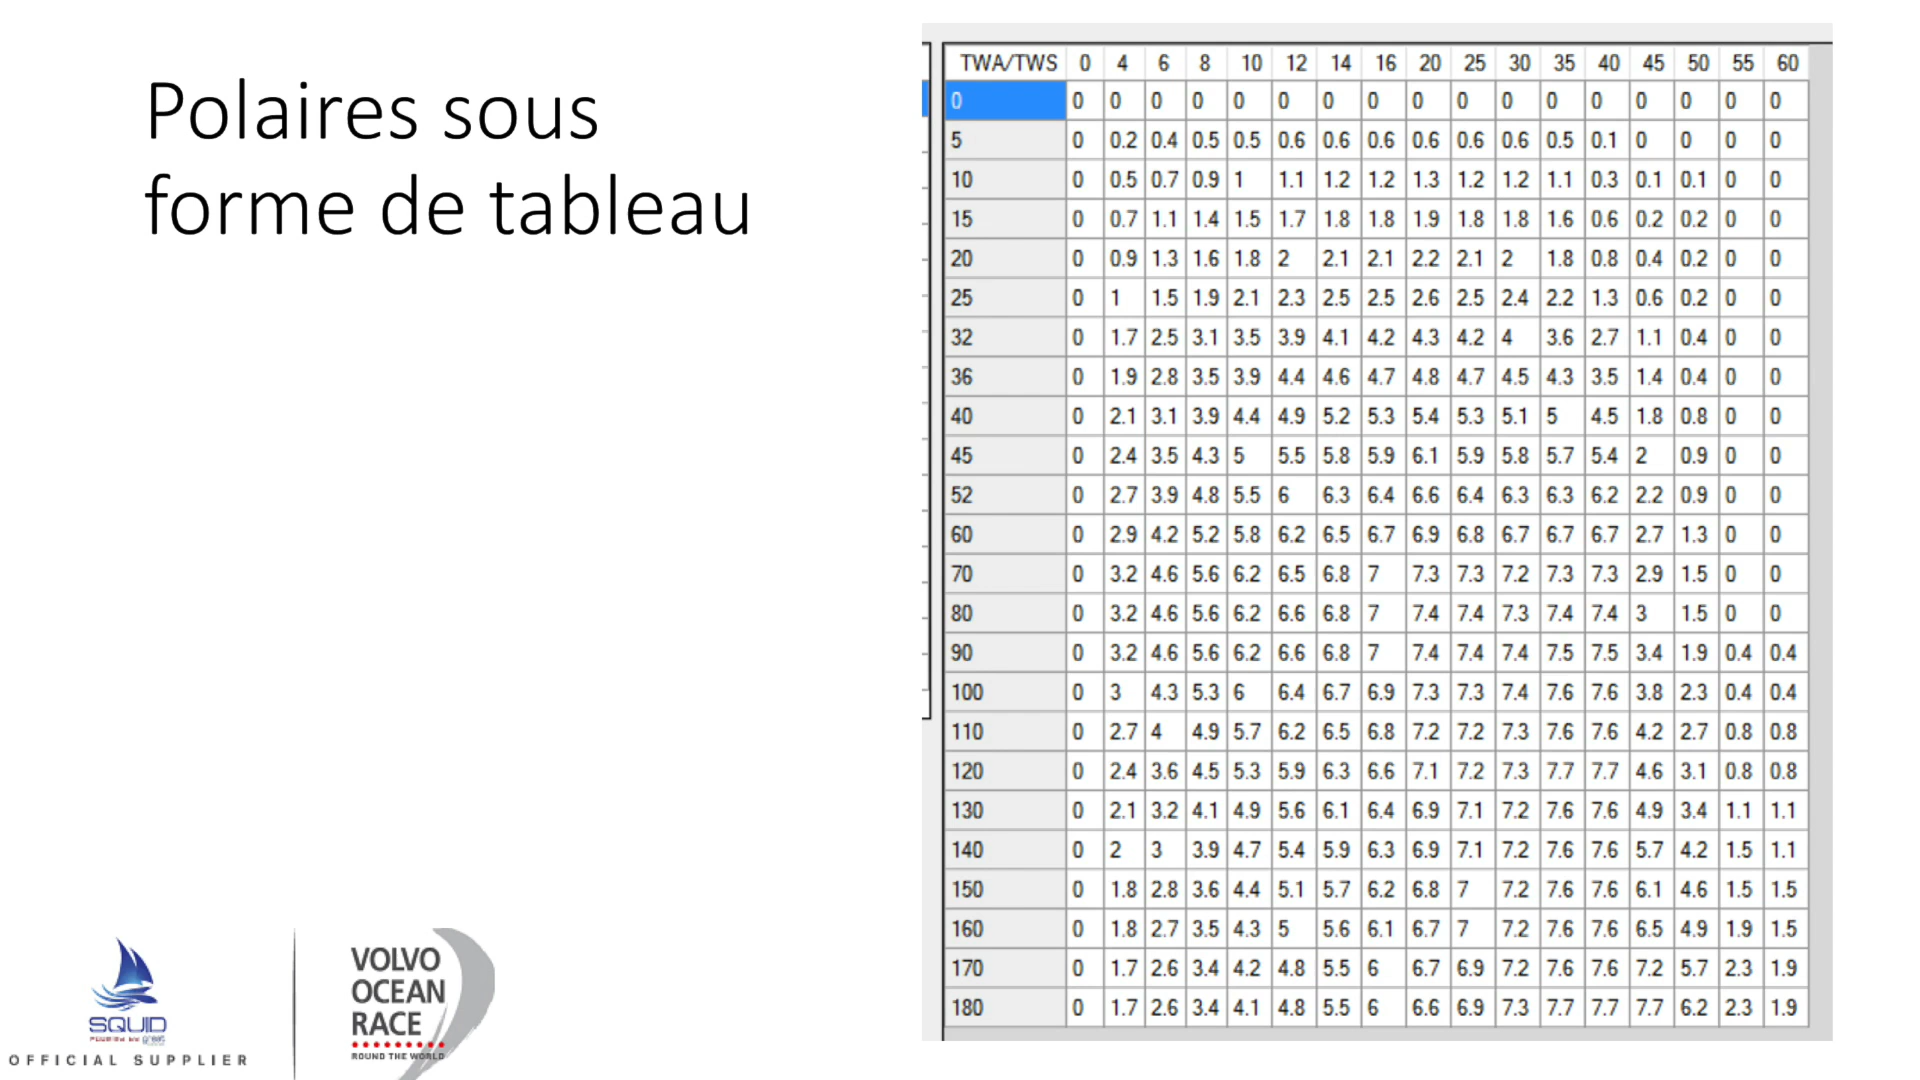 Polaires sous
forme de tableau
TWA/TWS 0 4 6 8 10 12 14 16 20 25 30 35 40 45 50 55 60
0 0 0 0 0 0 0 0 0 0 0 0 0 0 0 0 0 0
5 0 0.2 0.4 0.5 0.5 0.6 0.6 0.6 0.6 0.6 0.6 0.5 0.1 0 0 0 0
10 0 0.5 0.7 0.9 1 1.1 1.2 1.2 1.3 1.2 1.2 1.1 0.3 0.1 0.1 0 0
15 0 0.7 1.1 1.4 1.5 1.7 1.8 1.8 1.9 1.8 1.8 1.6 0.6 0.2 0.2 0 0
20 0 0.9 1.3 1.6 1.8 2 2.1 2.1 2.2 2.1 2 1.8 0.8 0.4 0.2 0 0
25 0 1 1.5 1.9 2.1 2.3 2.5 2.5 2.6 2.5 2.4 2.2 1.3 0.6 0.2 0 0
32 0 1.7 2.5 3.1 3.5 3.9 4.1 4.2 4.3 4.2 4 3.6 2.7 1.1 0.4 0 0
36 0 1.9 2.8 3.5 3.9 4.4 4.6 4.7 4.8 4.7 4.5 4.3 3.5 1.4 0.4 0 0
40 0 2.1 3.1 3.9 4.4 4.9 5.2 5.3 5.4 5.3 5.1 5 4.5 1.8 0.8 0 0
45 0 2.4 3.5 4.3 5 5.5 5.8 5.9 6.1 5.9 5.8 5.7 5.4 2 0.9 0 0
52 0 2.7 3.9 4.8 5.5 6 6.3 6.4 6.6 6.4 6.3 6.3 6.2 2.2 0.9 0 0
60 0 2.9 4.2 5.2 5.8 6.2 6.5 6.7 6.9 6.8 6.7 6.7 6.7 2.7 1.3 0 0
70 0 3.2 4.6 5.6 6.2 6.5 6.8 7 7.3 7.3 7.2 7.3 7.3 2.9 1.5 0 0
80 0 3.2 4.6 5.6 6.2 6.6 6.8 7 7.4 7.4 7.3 7.4 7.4 3 1.5 0 0
90 0 3.2 4.6 5.6 6.2 6.6 6.8 7 7.4 7.4 7.4 7.5 7.5 3.4 1.9 0.4 0.4
100 0 3 4.3 5.3 6 6.4 6.7 6.9 7.3 7.3 7.4 7.6 7.6 3.8 2.3 0.4 0.4
110 0 2.7 4 4.9 5.7 6.2 6.5 6.8 7.2 7.2 7.3 7.6 7.6 4.2 2.7 0.8 0.8
120 0 2.4 3.6 4.5 5.3 5.9 6.3 6.6 7.1 7.2 7.3 7.7 7.7 4.6 3.1 0.8 0.8
130 0 2.1 3.2 4.1 4.9 5.6 6.1 6.4 6.9 7.1 7.2 7.6 7.6 4.9 3.4 1.1 1.1
140 0 2 3 3.9 4.7 5.4 5.9 6.3 6.9 7.1 7.2 7.6 7.6 5.7 4.2 1.5 1.1
150 0 1.8 2.8 3.6 4.4 5.1 5.7 6.2 6.8 7 7.2 7.6 7.6 6.1 4.6 1.5 1.5
160 0 1.8 2.7 3.5 4.3 5 5.6 6.1 6.7 7 7.2 7.6 7.6 6.5 4.9 1.9 1.5
170 0 1.7 2.6 3.4 4.2 4.8 5.5 6 6.7 6.9 7.2 7.6 7.6 7.2 5.7 2.3 1.9
180 0 1.7 2.6 3.4 4.1 4.8 5.5 6 6.6 6.9 7.3 7.7 7.7 7.7 6.2 2.3 1.9
SQUID
OFFICIAL SUPPLIER
VOLVO
OCEAN
RACE
ROUND THE WORLD